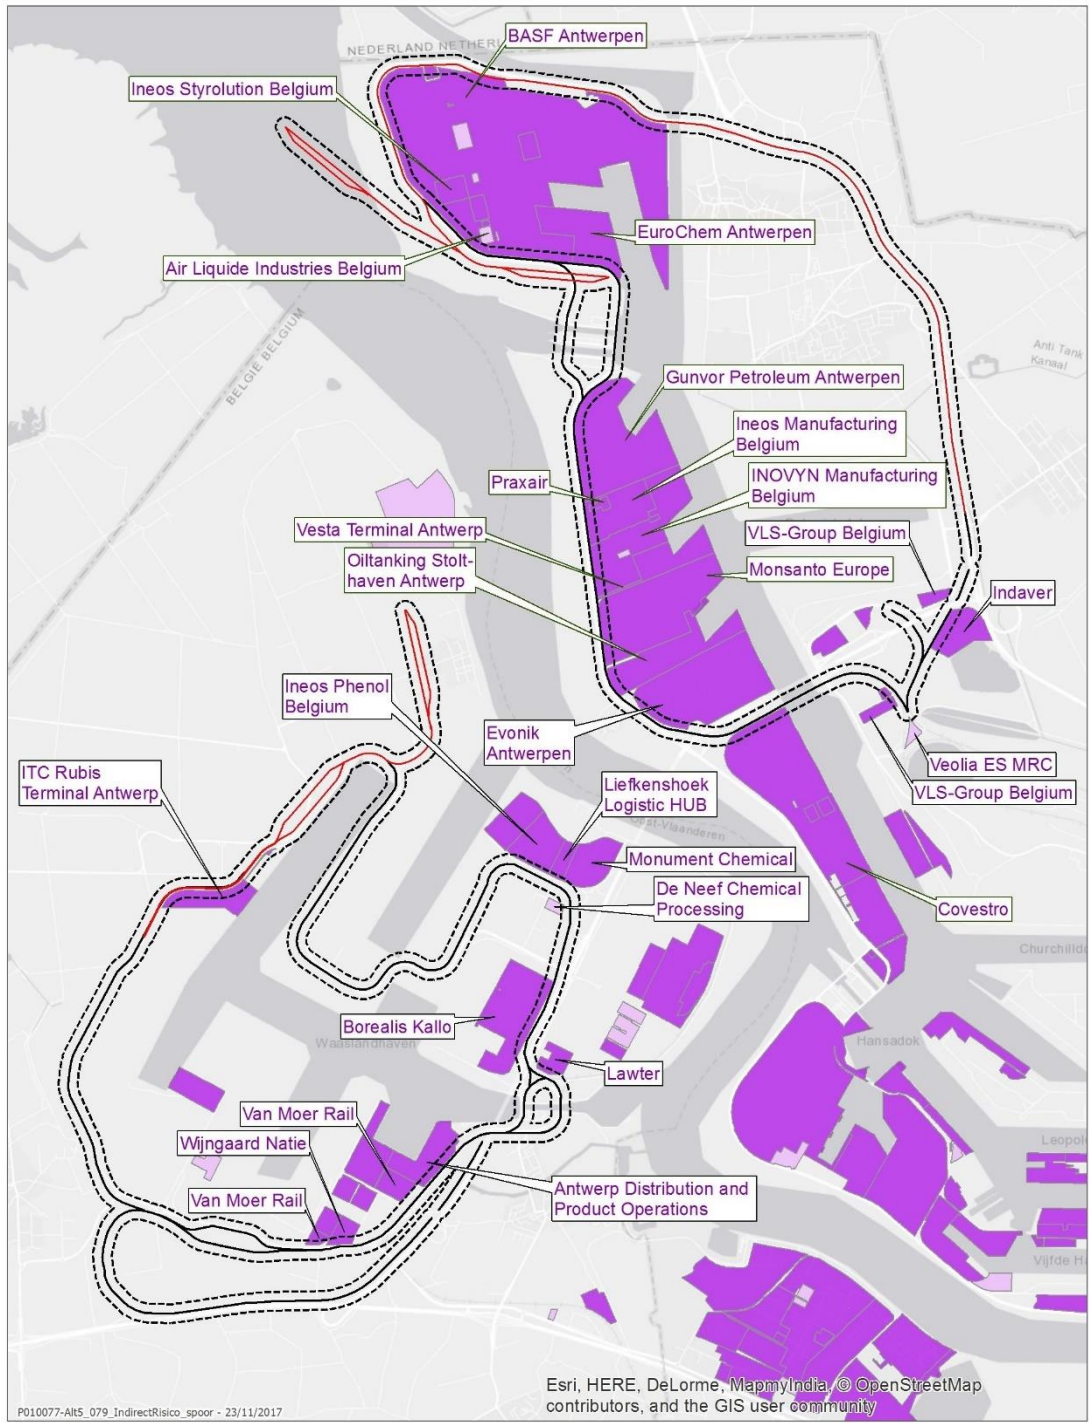 BASF Antwerpen
NEDERLAND NETHERL
Ineos Styrolution Belgium
EuroChem Antwerpen
Air Liquide Industries Belgium
BELGIË BELGIUM
Anti Tank
Kanaal
Gunvor Petroleum Antwerpen
Ineos Manufacturing
Belgium
Praxair
INOVYN Manufacturing
Belgium
Vesta Terminal Antwerp
VLS-Group Belgium
Oiltanking Stolt-
haven Antwerp
Monsanto Europe
Indaver
Ineos Phenol
Belgium
Evonik
Antwerpen
Veolia ES MRC
VLS-Group Belgium
ITC Rubis
Terminal Antwerp
Liefkenshoek
Logistic HUB
Oost-Vlaanderen
Monument Chemical
De Neef Chemical
Processing
Covestro
Churchilldo
Borealis Kallo
Waaslandhaven
Hansadok
Lawter
Van Moer Rail
Wijngaard Natie
Leopol
Van Moer Rail
Antwerp Distribution and
Product Operations
Vijfde H
Esri, HERE, DeLorme, MapmyIndia, © OpenStreetMap
contributors, and the GIS user community
P010077-Alt5_079_IndirectRisico_spoor - 23/11/2017